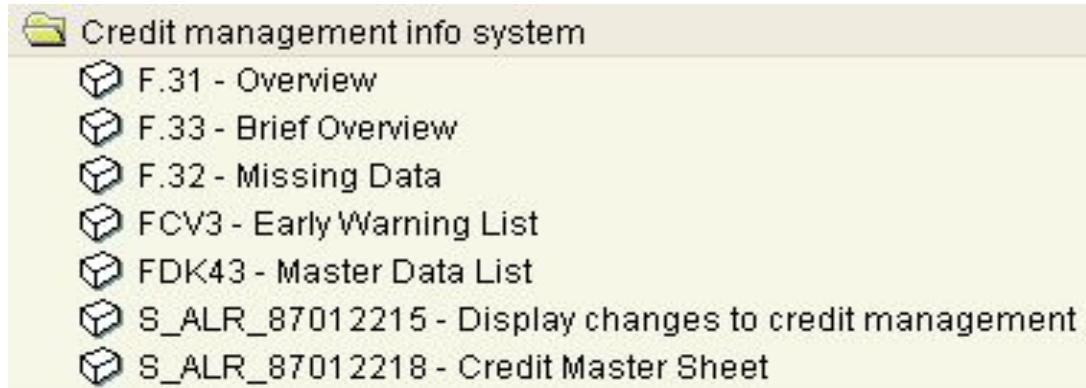 Credit management info system
F.31 - Overview
F.33 - Brief Overview
F.32 - Missing Data
FCV3 - Early Warning List
FDK43 - Master Data List
S_ALR_87012215 - Display changes to credit management
S_ALR_87012218 - Credit Master Sheet